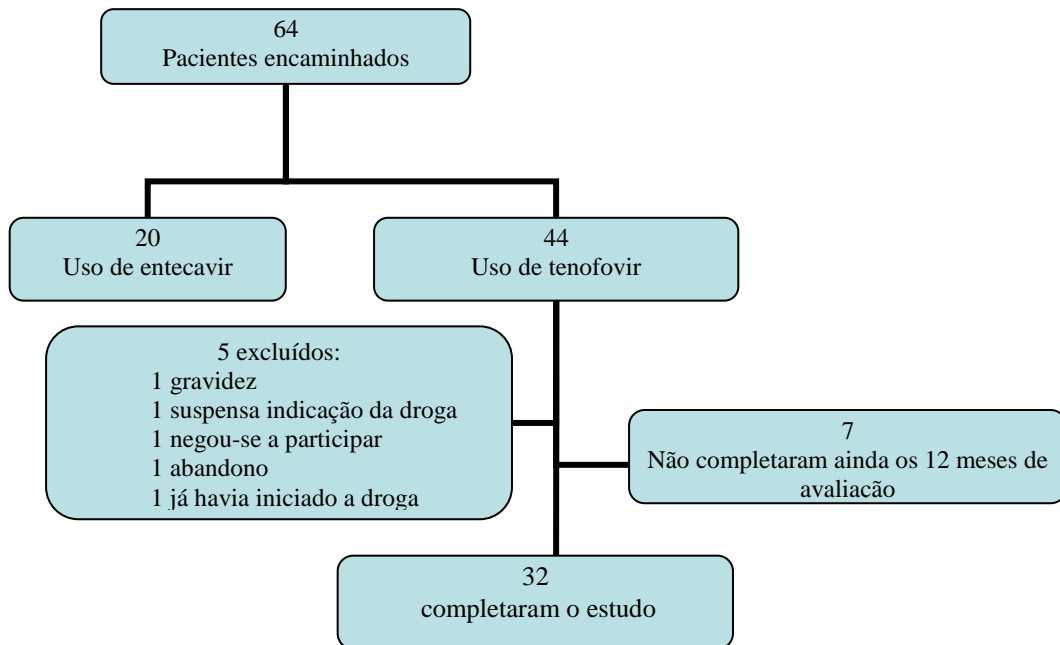 64
Pacientes encaminhados
20
Uso de entecavir
44
Uso de tenofovir
5 excluídos:
1 gravidez
1 suspensa indicação da droga
1 negou-se a participar
1 abandono
1 já havia iniciado a droga
7
Não completaram ainda os 12 meses de
avaliacão
32
completaram o estudo